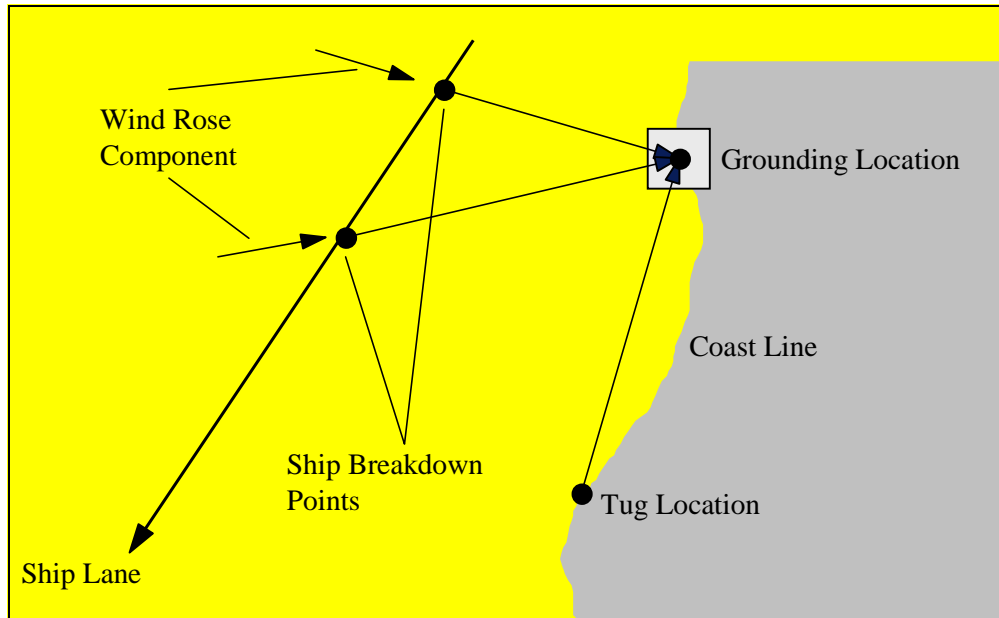 Wind Rose
Component
Grounding Location
Coast Line
Ship Breakdown
Points
Tug Location
Ship Lane